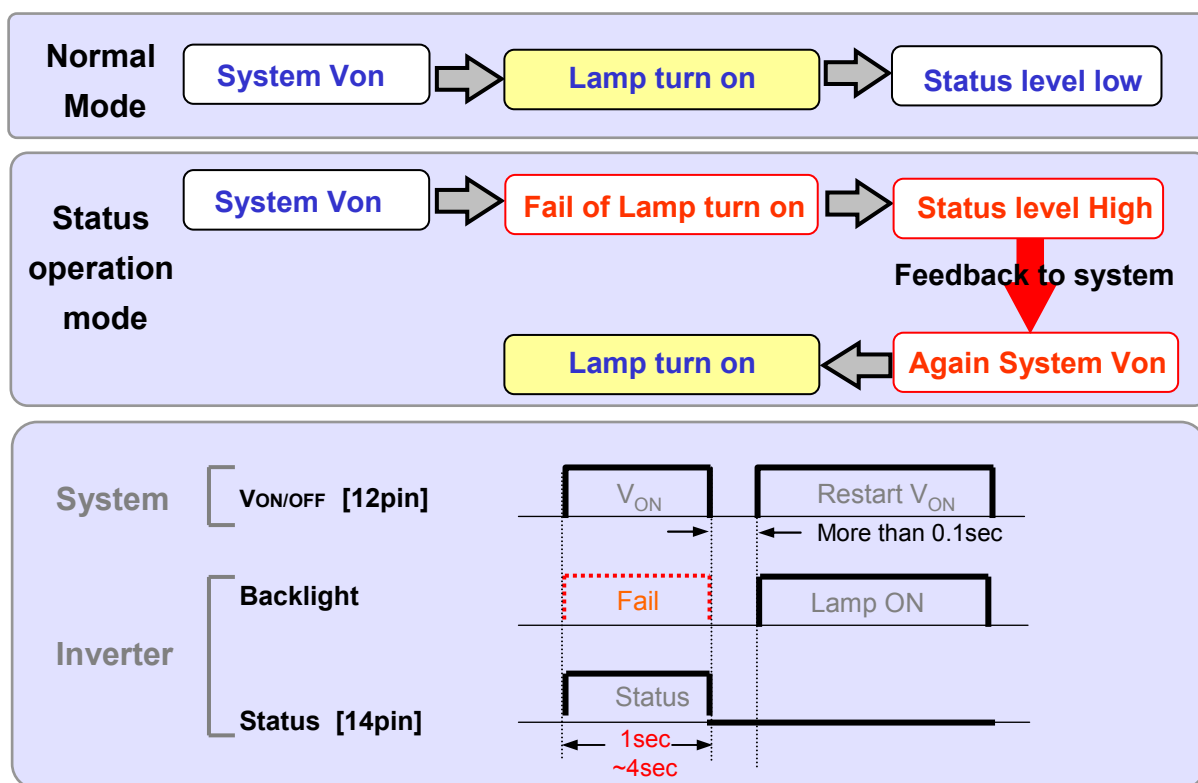 Normal
Mode
System Von
Lamp turn on
Status level low
Status
operation
mode
System Von
Fail of Lamp turn on
Status level High
Feedback to system
Lamp turn on
Again System Von
System
VON/OFF [12pin]
VON
Restart VON
More than 0.1sec
Inverter
Backlight
Fail
Lamp ON
Status [14pin]
Status
1sec
~4sec